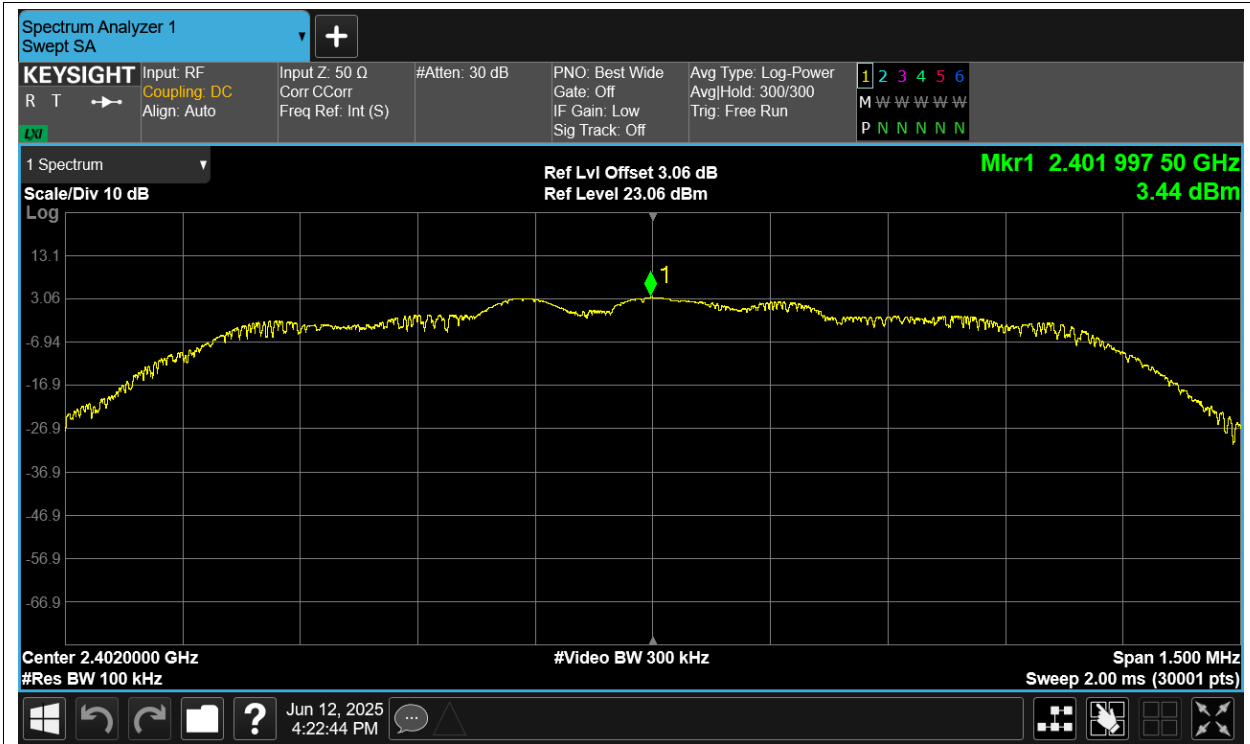 Spectrum Analyzer 1
Swept SA
KEYSIGHT
R T
LXI
Input: RF
Coupling: DC
Align: Auto
Input Z: 50 Ω
Corr CCorr
Freq Ref: Int (S)
#Atten: 30 dB
PNO: Best Wide
Gate: Off
IF Gain: Low
Sig Track: Off
Avg Type: Log-Power
Avg|Hold: 300/300
Trig: Free Run
1 2 3 4 5 6
M W W W W W
P N N N N N
1 Spectrum
Scale/Div 10 dB
Log
Ref Lvl Offset 3.06 dB
Ref Level 23.06 dBm
Mkr1 2.401 997 50 GHz
3.44 dBm
1
13.1
3.06
-6.94
-16.9
-26.9
-36.9
-46.9
-56.9
-66.9
Center 2.4020000 GHz
#Res BW 100 kHz
#Video BW 300 kHz
Span 1.500 MHz
Sweep 2.00 ms (30001 pts)
?
Jun 12, 2025
4:22:44 PM